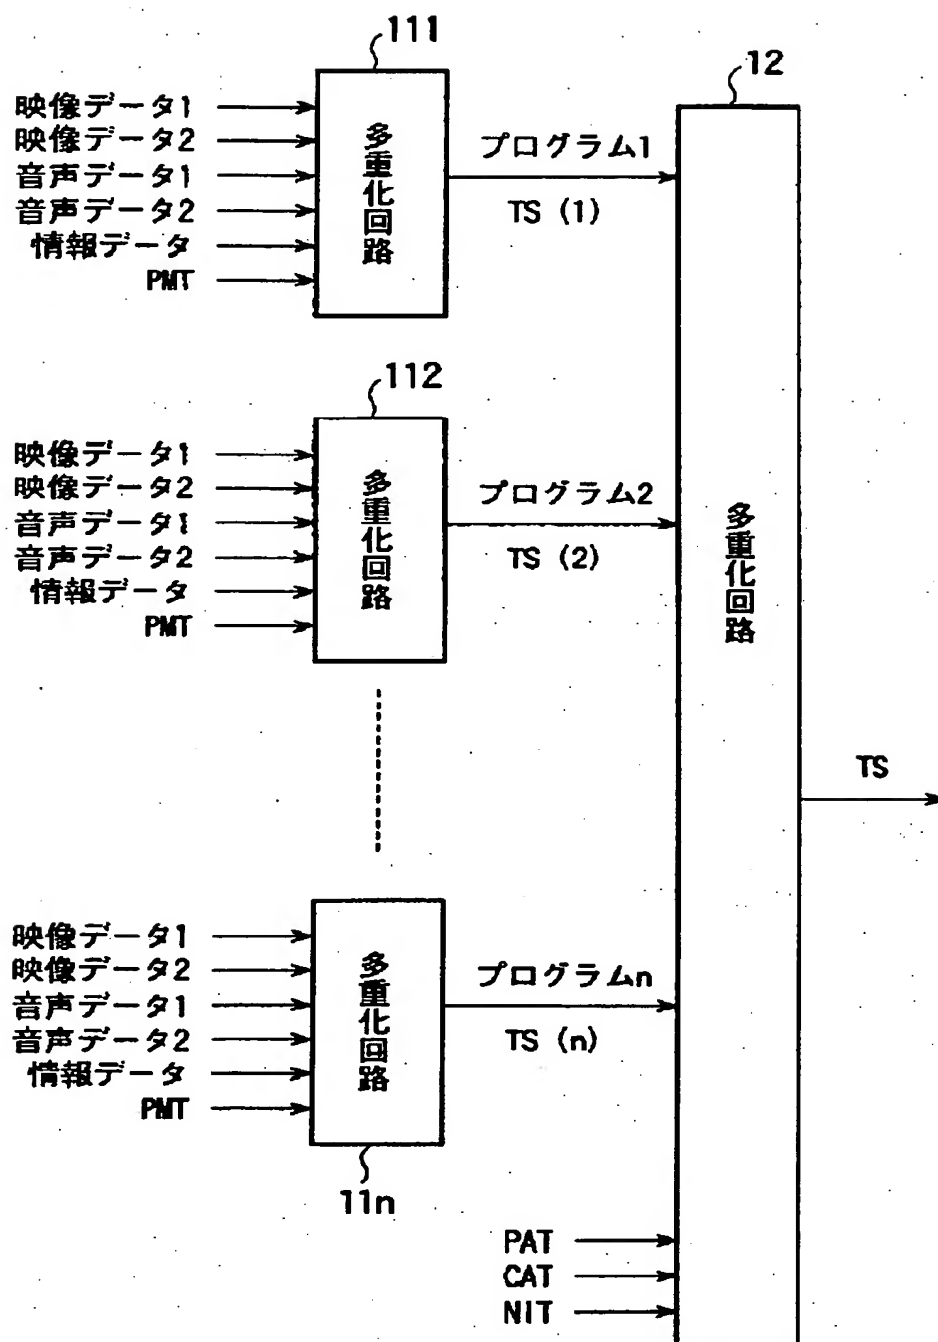 111
映像データ1
映像データ2
音声データ1
音声データ2
情報データ
PMT
多重化回路
プログラム1
TS (1)
12
多重化回路
112
映像データ1
映像データ2
音声データ1
音声データ2
情報データ
PMT
多重化回路
プログラム2
TS (2)
TS
映像データ1
映像データ2
音声データ1
音声データ2
情報データ
PMT
多重化回路
プログラムn
TS (n)
11n
PAT
CAT
NIT